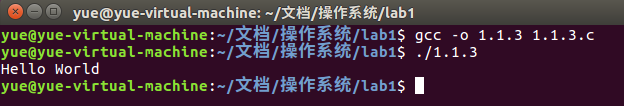 yue@yue-virtual-machine: ~/文档/操作系统/lab1
yue@yue-virtual-machine:~/文档/操作系统/lab1$ gcc -o 1.1.3 1.1.3.c
yue@yue-virtual-machine:~/文档/操作系统/lab1$ ./1.1.3
Hello World
yue@yue-virtual-machine:~/文档/操作系统/lab1$